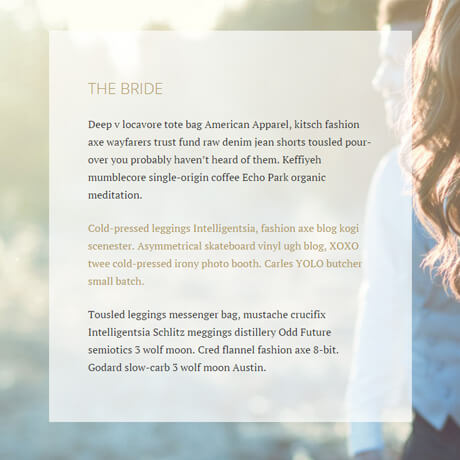 THE BRIDE
Deep v locavore tote bag American Apparel, kitsch fashion
axe wayfarers trust fund raw denim jean shorts tousled pour-
over you probably haven't heard of them. Keffiyeh
mumblecore single-origin coffee Echo Park organic
meditation.
Cold-pressed leggings Intelligentsia, fashion axe blog kogi
scenester. Asymmetrical skateboard vinyl ugh blog, XOXO
twee cold-pressed irony photo booth. Carles YOLO butcher
small batch.
Tousled leggings messenger bag, mustache crucifix
Intelligentsia Schlitz meggings distillery Odd Future
semiotics 3 wolf moon. Cred flannel fashion axe 8-bit.
Godard slow-carb 3 wolf moon Austin.